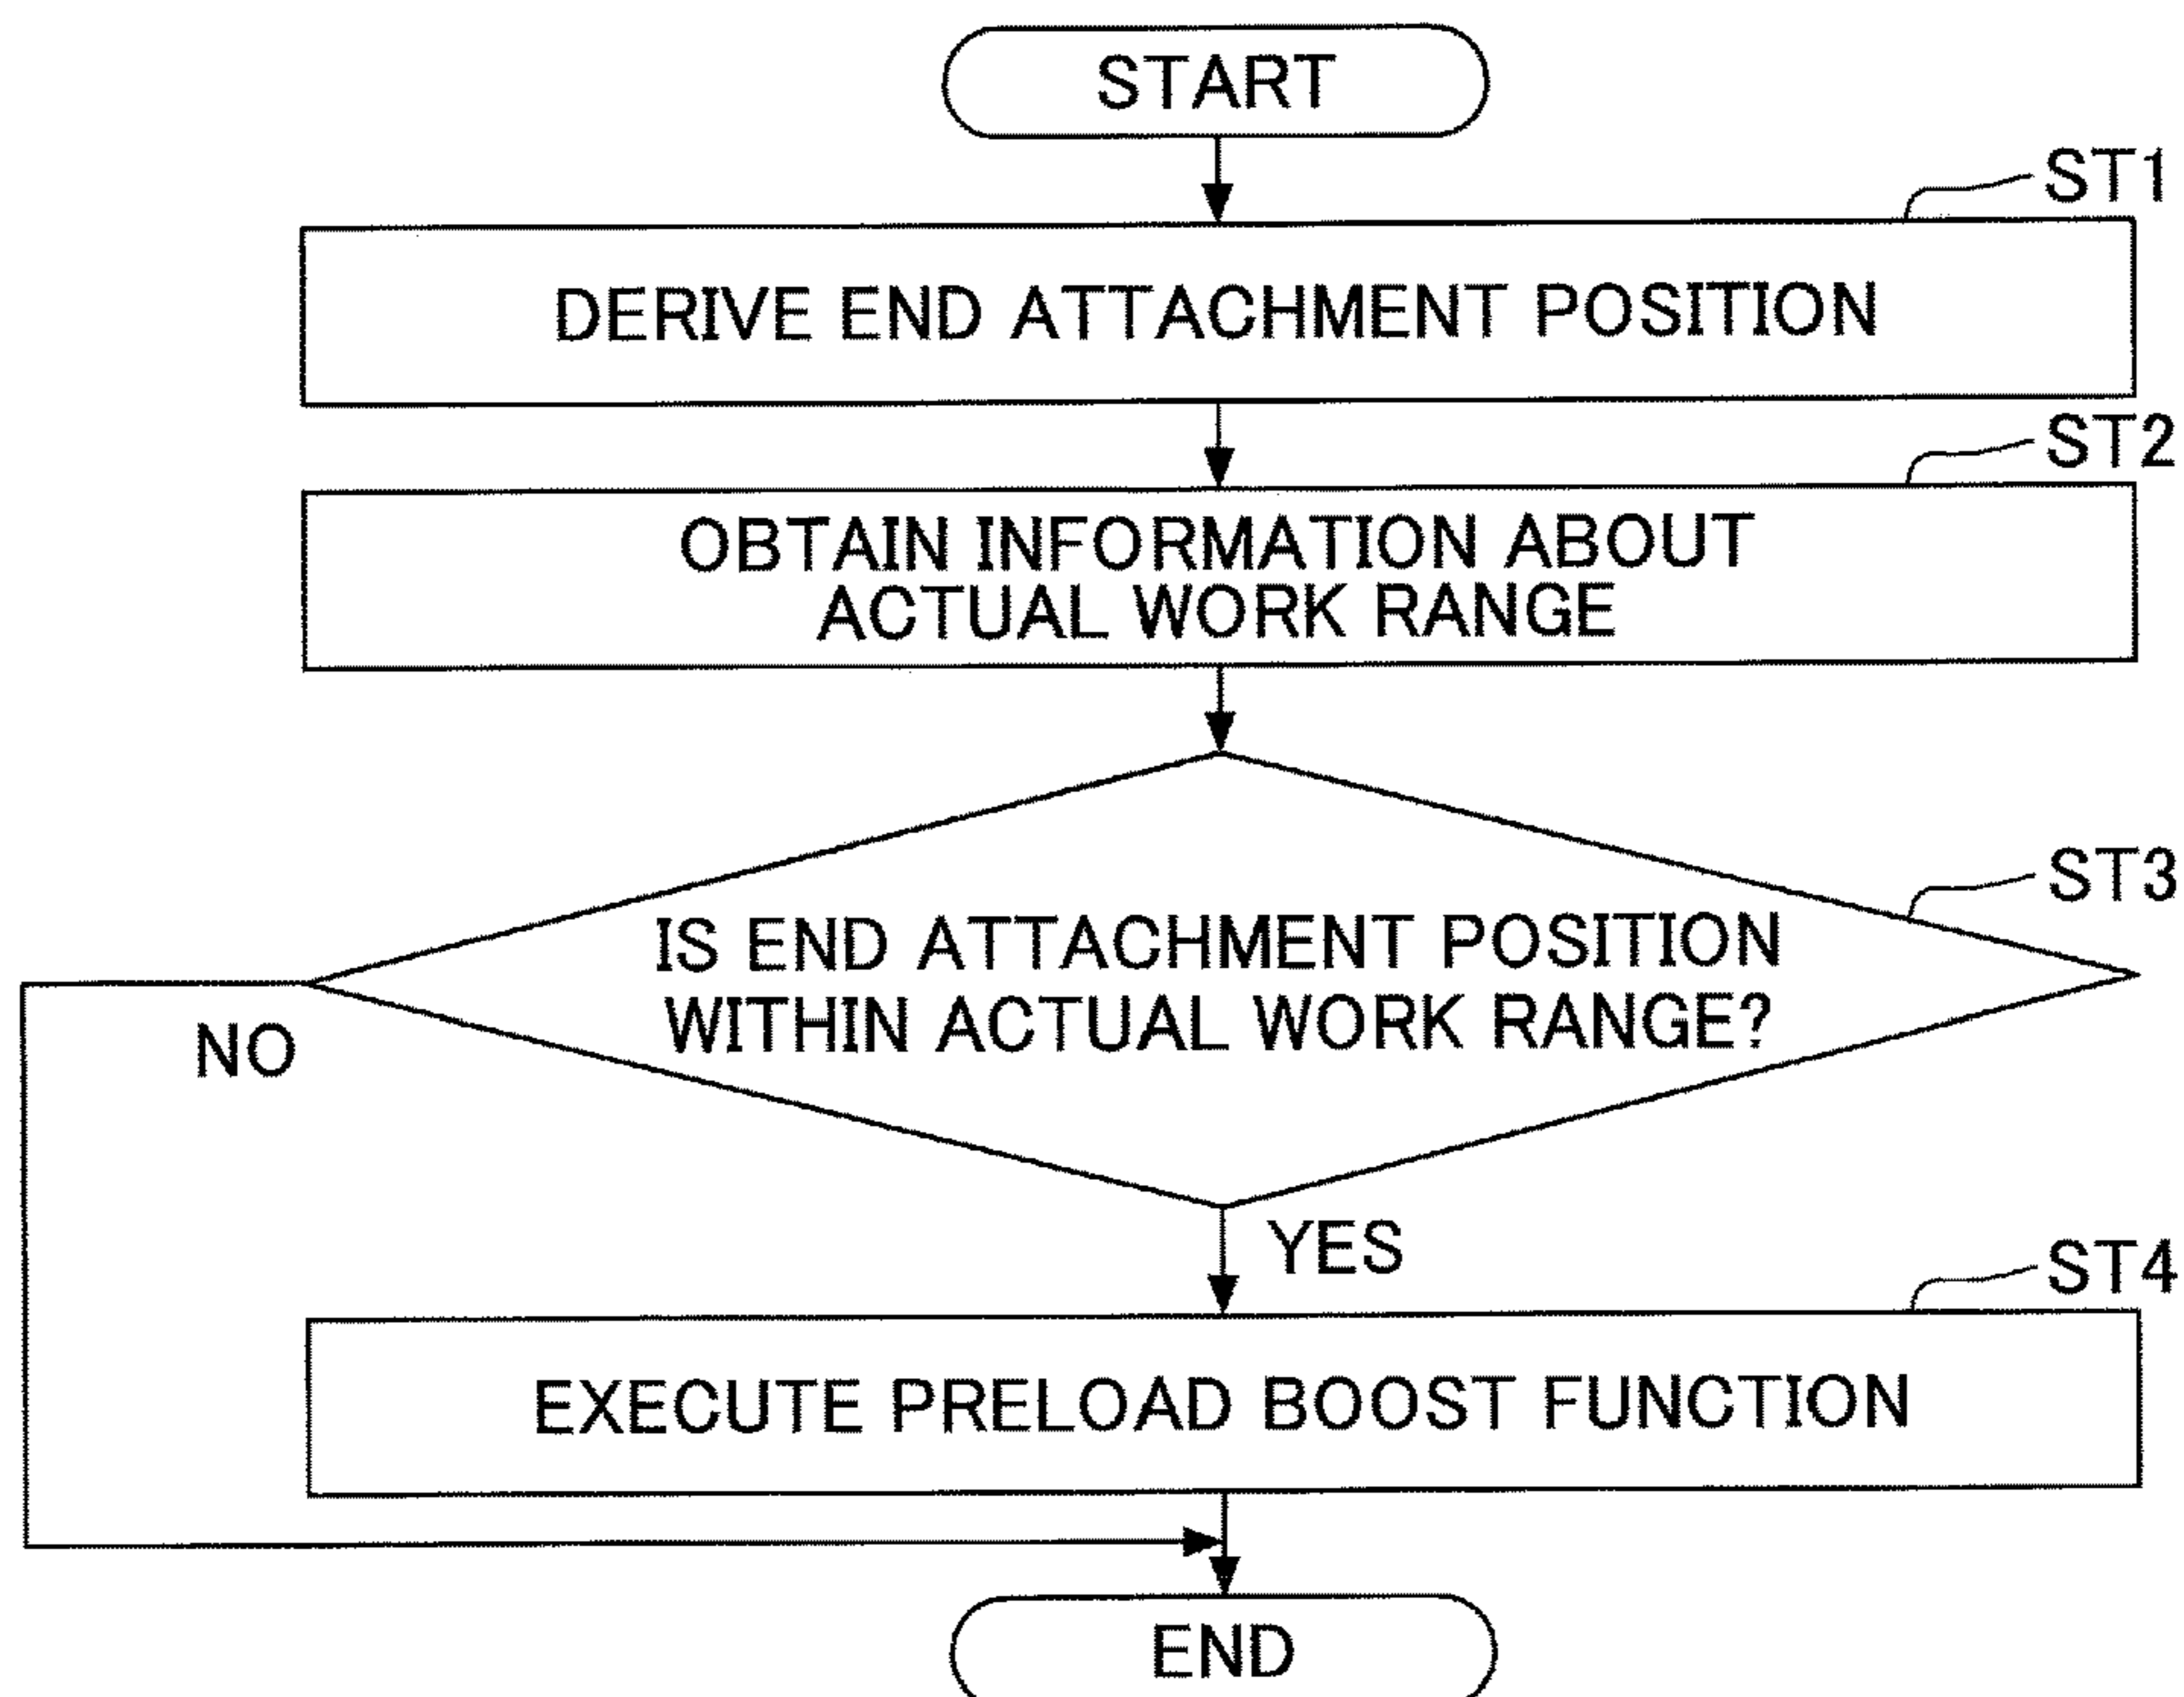 START
ST1
DERIVE END ATTACHMENT POSITION
ST2
OBTAIN INFORMATION ABOUT
ACTUAL WORK RANGE
ST3
IS END ATTACHMENT POSITION
WITHIN ACTUAL WORK RANGE?
NO
YES
ST4
EXECUTE PRELOAD BOOST FUNCTION
END